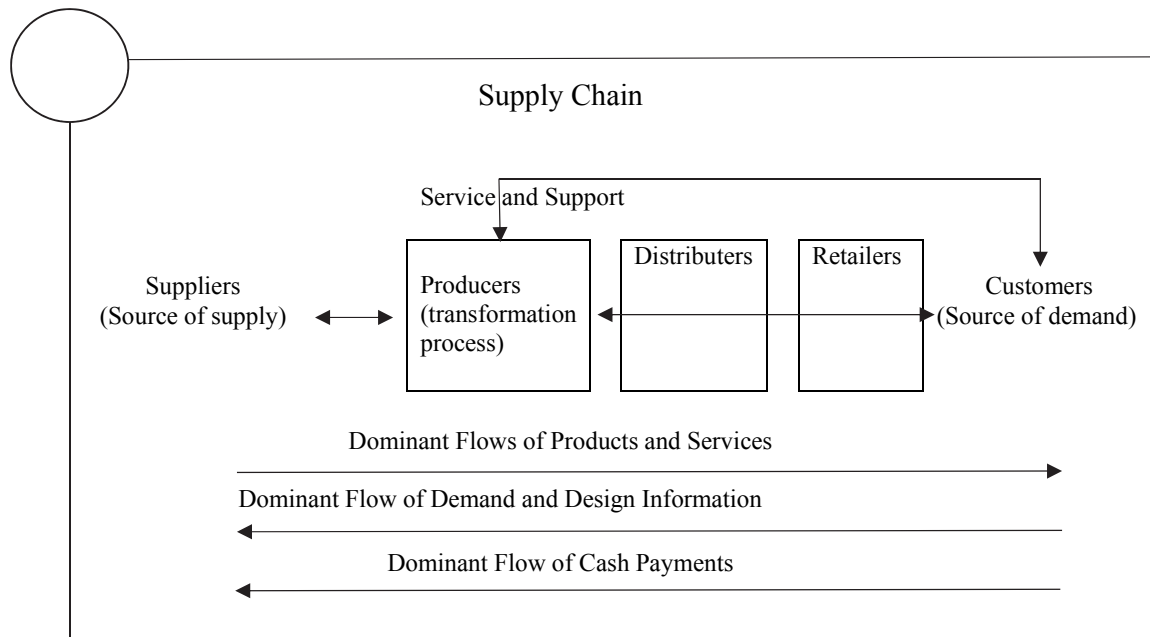 Supply Chain
Service and Support
Distributers
Retailers
Suppliers
(Source of supply)
Producers
(transformation
process)
Customers
(Source of demand)
Dominant Flows of Products and Services
Dominant Flow of Demand and Design Information
Dominant Flow of Cash Payments